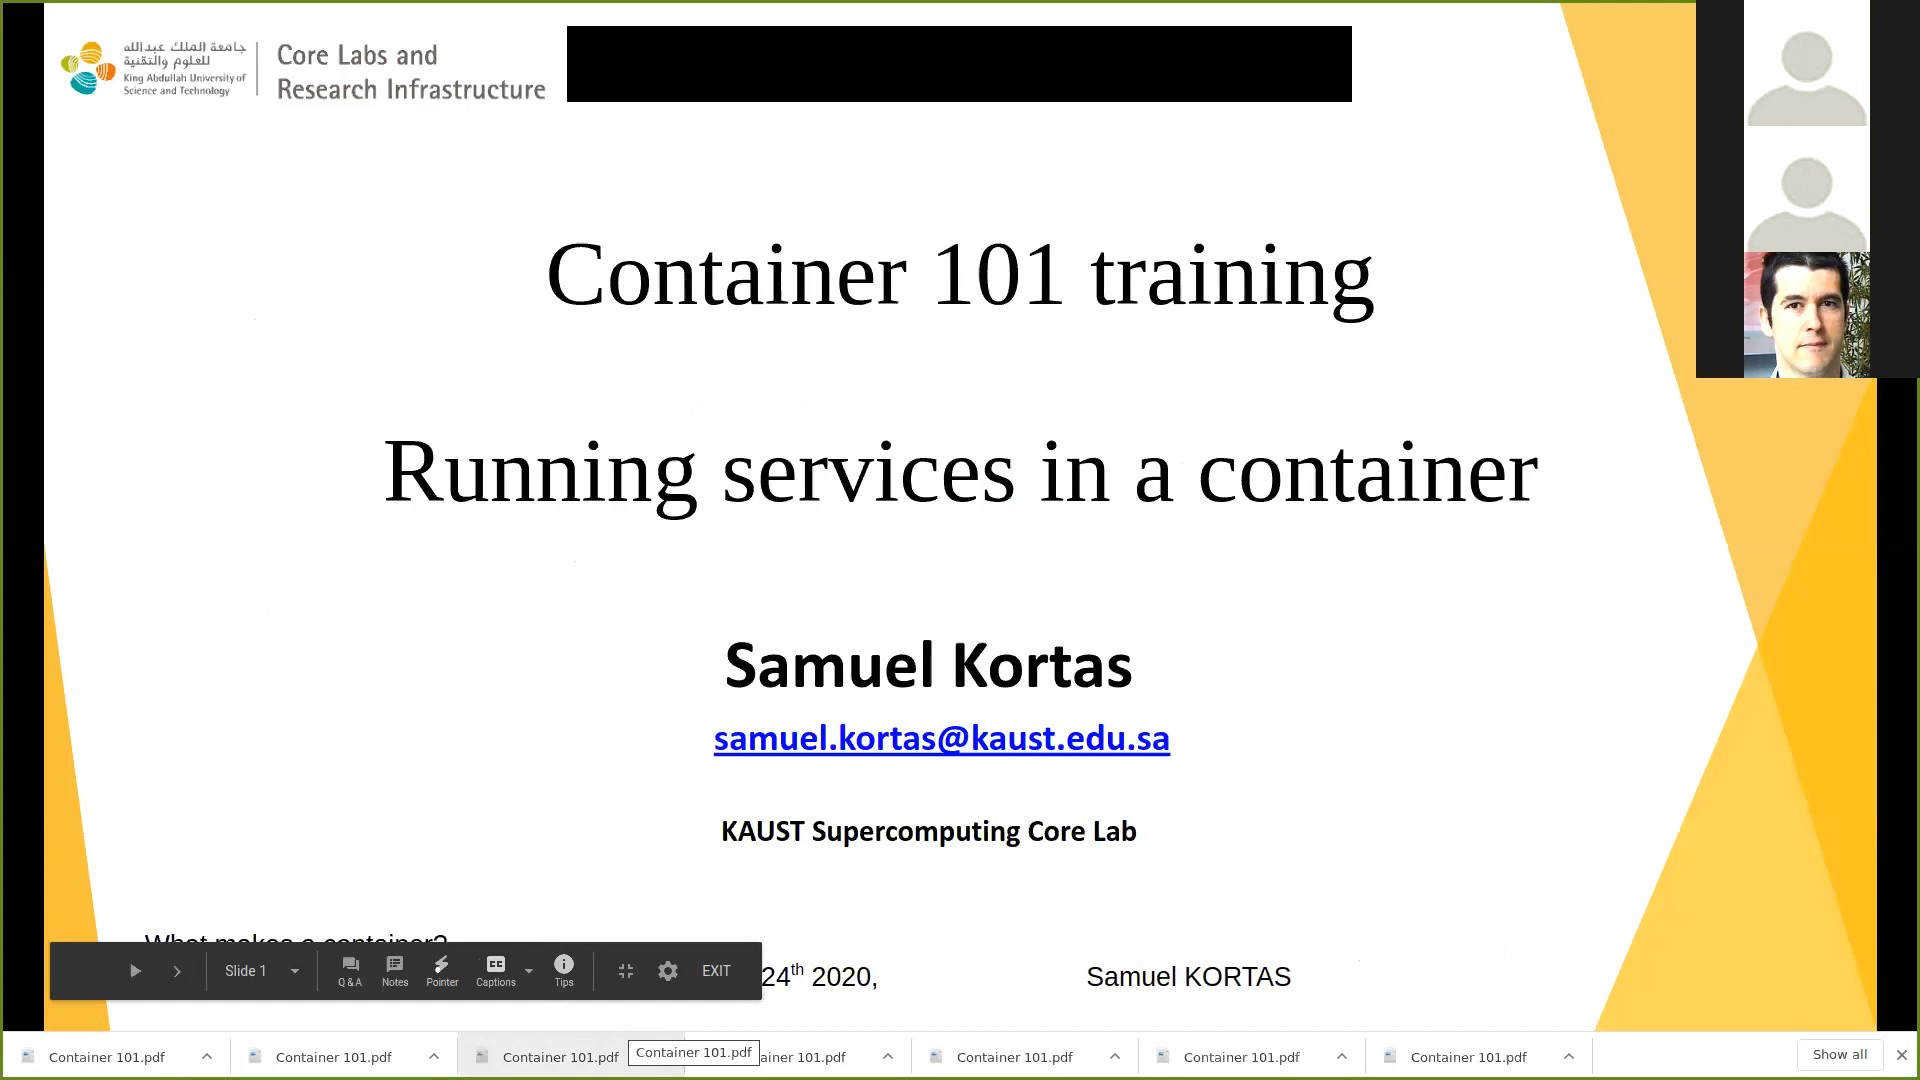 جامعة الملك عبدالله
للعلوم والتقنية
King Abdullah University of
Science and Technology
Core Labs and
Research Infrastructure
Container 101 training
Running services in a container
Samuel Kortas
samuel.kortas@kaust.edu.sa
KAUST Supercomputing Core Lab
What makes a container?
24th 2020,
Samuel KORTAS
Slide 1
Q & A
Notes
Pointer
Captions
Tips
EXIT
Container 101.pdf
Container 101.pdf
Container 101.pdf
Container 101.pdf
ainer 101.pdf
Container 101.pdf
Container 101.pdf
Container 101.pdf
Show all